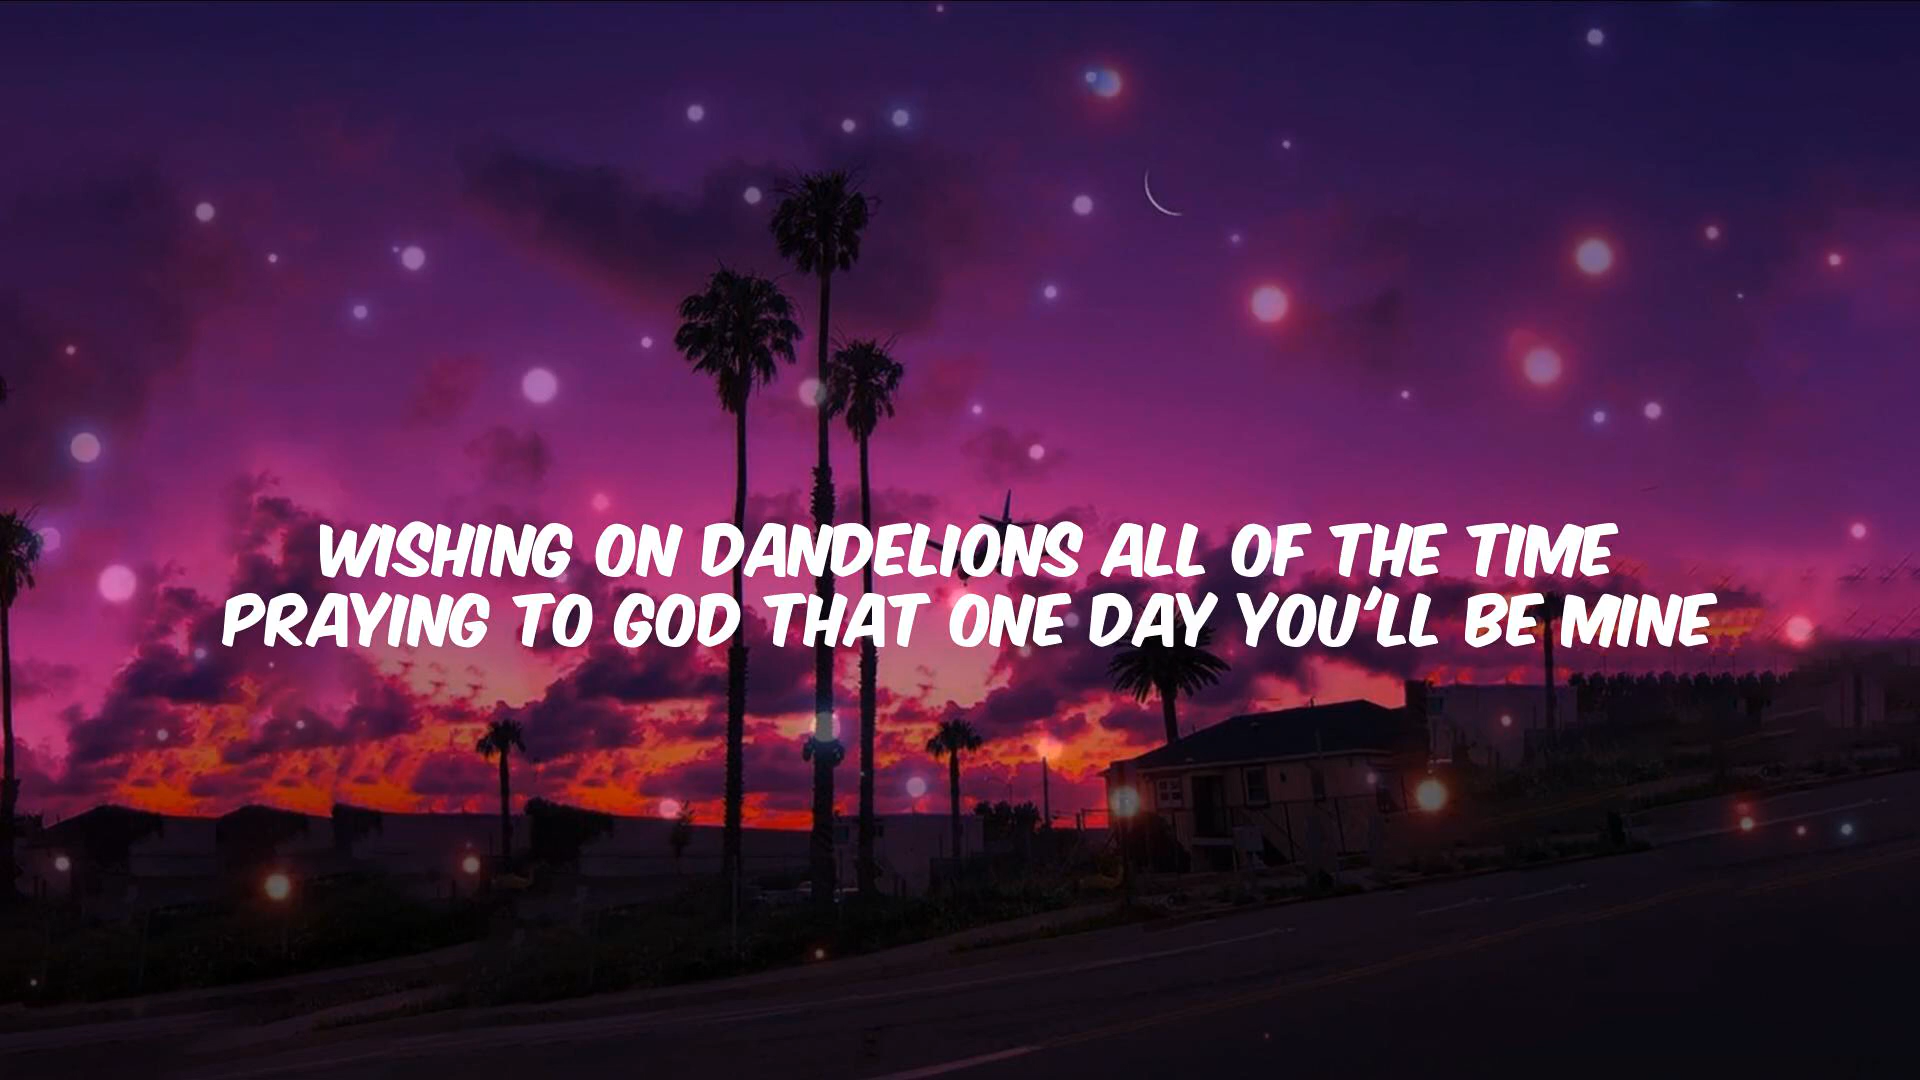 WISHING ON DANDELIONS ALL OF THE TIME
PRAYING TO GOD THAT ONE DAY YOU'LL BE MINE